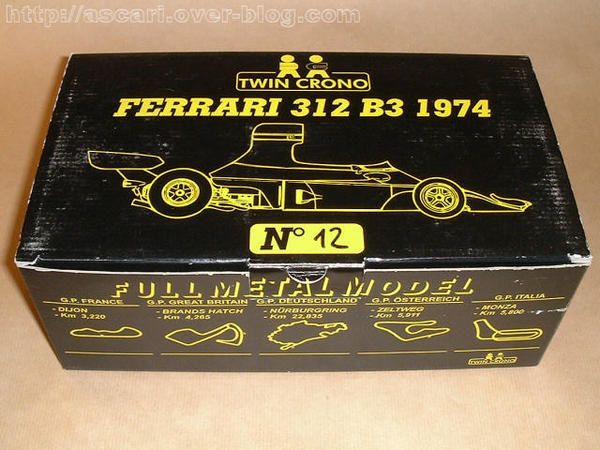 http://ascari.over-blog.com
TWIN CRONO
FERRARI 312 B3 1974
N° 12
FULL METAL MODEL
G.P. FRANCE
- DIJON
- Km 3,220
G.P. GREAT BRITAIN
- BRANDS HATCH
- Km 4,265
G.P. DEUTSCHLAND
- NÜRBURGRING
- Km 22,835
G.P. ÖSTERREICH
- ZELTWEG
- Km 5,911
G.P. ITALIA
- MONZA
- Km 5,800
TWIN CRONO